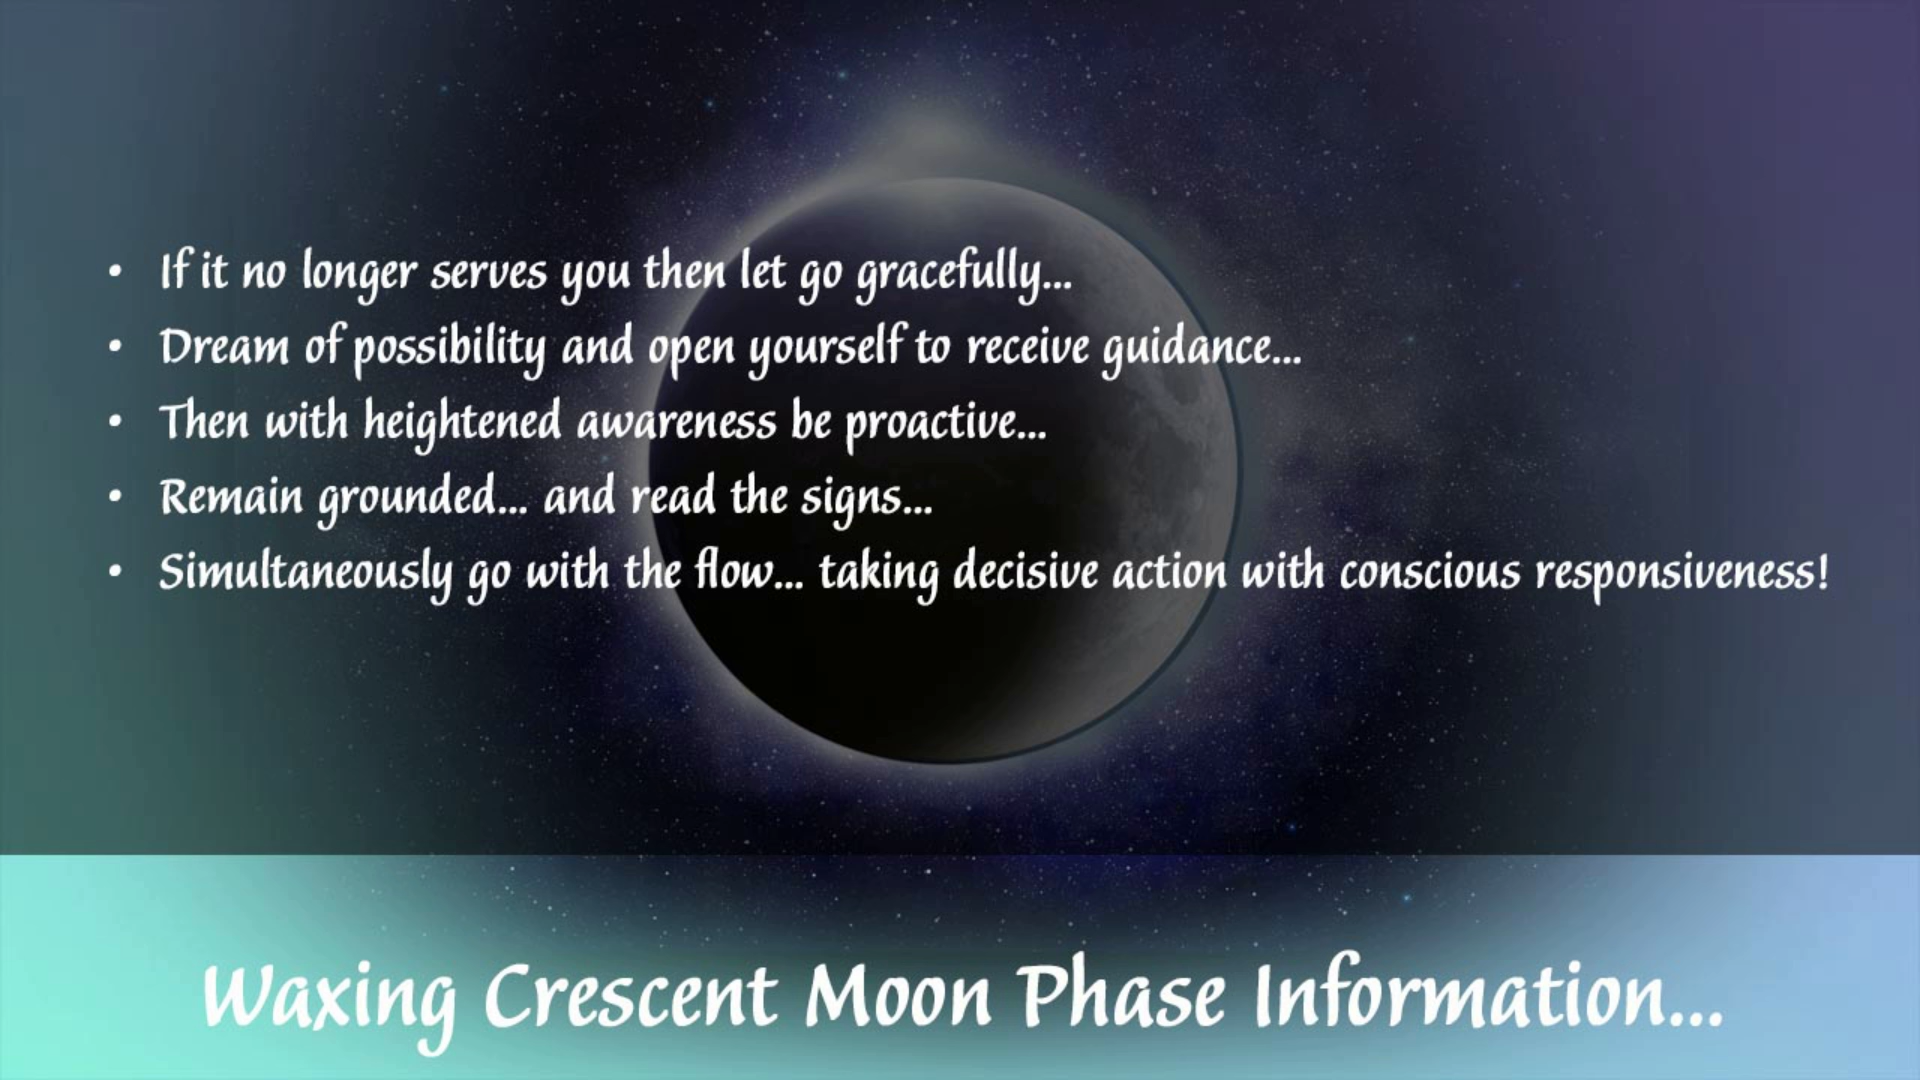 • If it no longer serves you then let go gracefully...
• Dream of possibility and open yourself to receive guidance...
• Then with heightened awareness be proactive...
• Remain grounded... and read the signs...
• Simultaneously go with the flow... taking decisive action with conscious responsiveness!
Waxing Crescent Moon Phase Information...